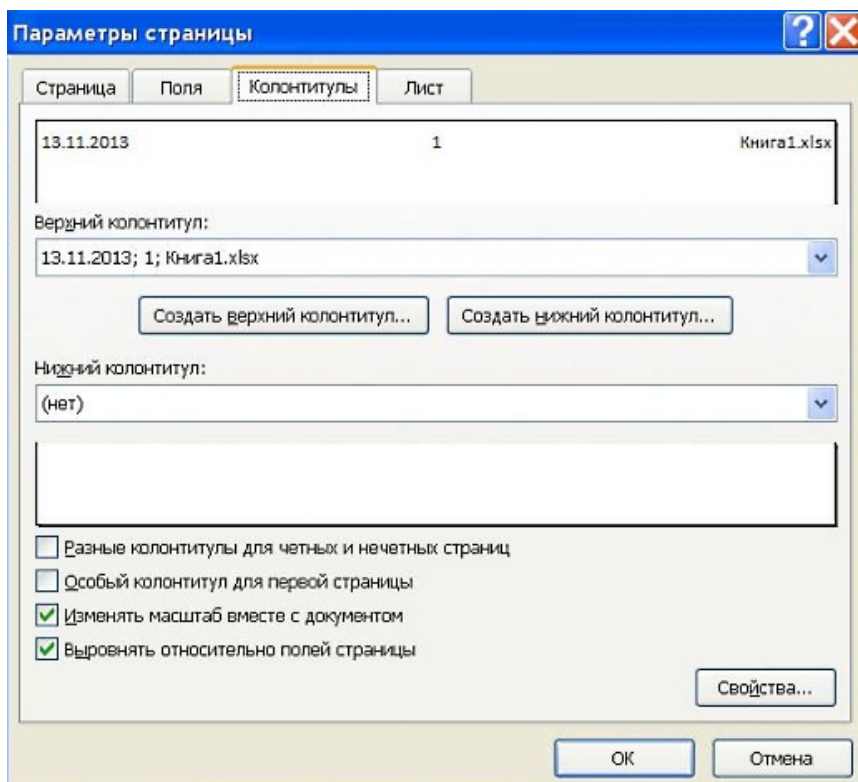 Параметры страницы
Страница Поля Колонтитулы Лист
13.11.2013 1 Книга1.xlsx
Верхний колонтитул:
13.11.2013; 1; Книга1.xlsx
Создать верхний колонтитул... Создать нижний колонтитул...
Нижний колонтитул:
(нет)
Разные колонтитулы для четных и нечетных страниц
Особый колонтитул для первой страницы
Изменять масштаб вместе с документом
Выровнять относительно полей страницы
Свойства...
ОК Отмена